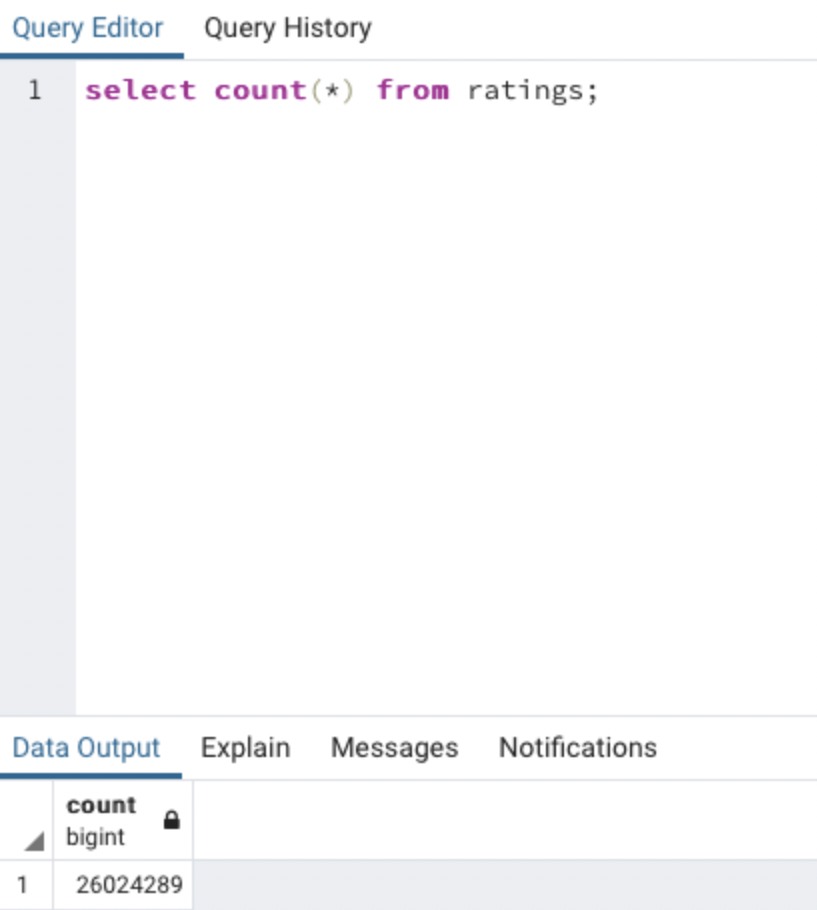 Query Editor Query History
1 select count(*) from ratings;
Data Output Explain Messages Notifications
count
bigint
1 26024289